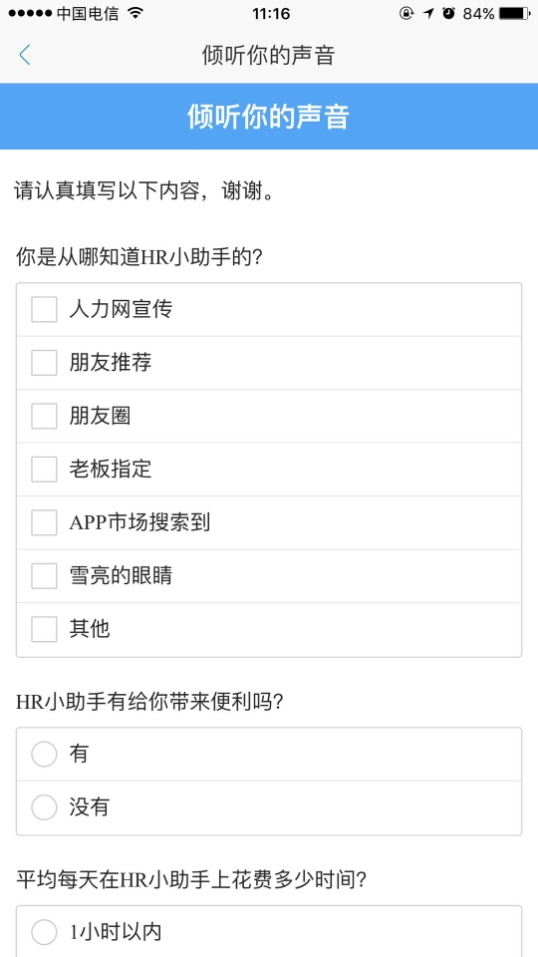 中国电信 11:16 84%
倾听你的声音
倾听你的声音
请认真填写以下内容，谢谢。
你是从哪知道HR小助手的？
人力网宣传
朋友推荐
朋友圈
老板指定
APP市场搜索到
雪亮的眼睛
其他
HR小助手有给你带来便利吗？
有
没有
平均每天在HR小助手上花费多少时间？
1小时以内